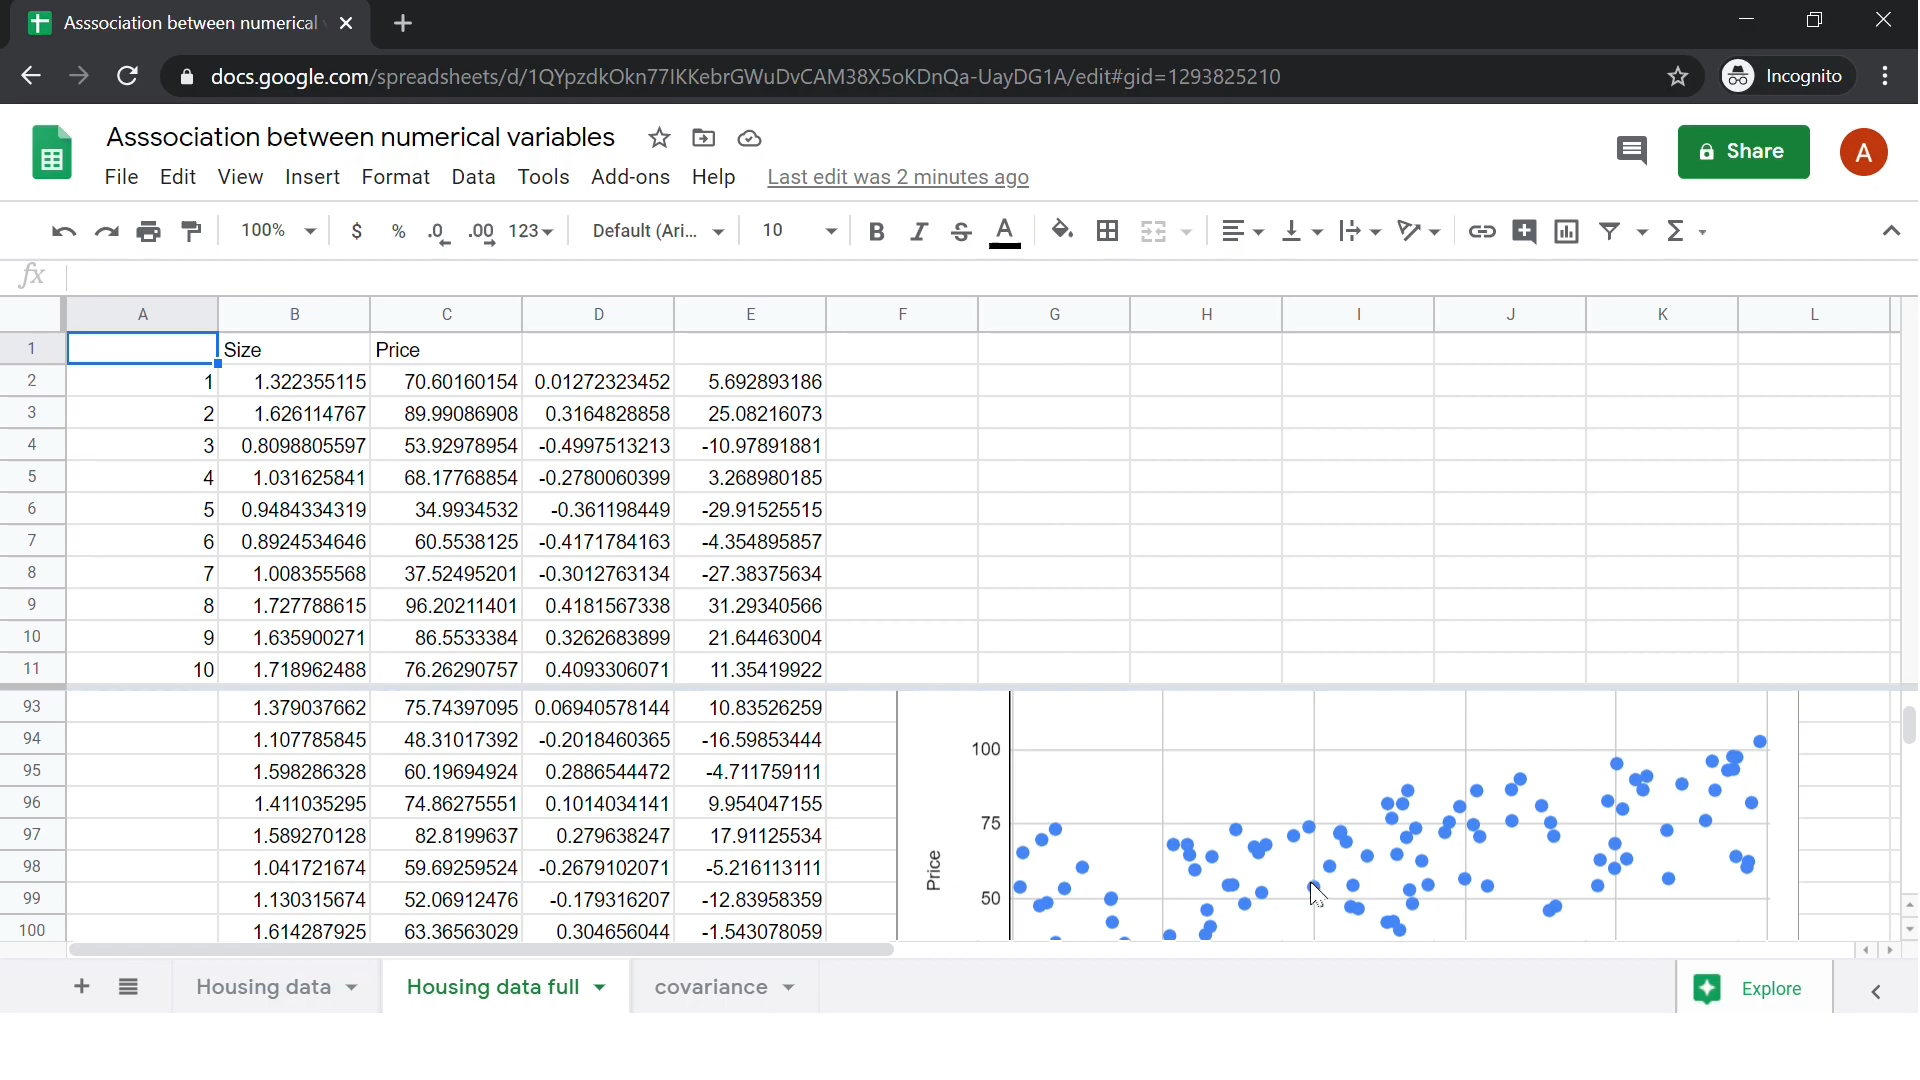 Asssociation between numerical
docs.google.com/spreadsheets/d/1QYpzdkOkn77IKKebrGWuDvCAM38X5oKDnQa-UayDG1A/edit#gid=1293825210
Incognito
Asssociation between numerical variables
Share
A
File Edit View Insert Format Data Tools Add-ons Help Last edit was 2 minutes ago
100% $ % .0 .00 123 Default (Ari... 10 B I S A Σ
fx
A B C D E F G H I J K L
1 Size Price
2 1 1.322355115 70.60160154 0.01272323452 5.692893186
3 2 1.626114767 89.99086908 0.3164828858 25.08216073
4 3 0.8098805597 53.92978954 -0.4997513213 -10.97891881
5 4 1.031625841 68.17768854 -0.2780060399 3.268980185
6 5 0.9484334319 34.9934532 -0.361198449 -29.91525515
7 6 0.8924534646 60.5538125 -0.4171784163 -4.354895857
8 7 1.008355568 37.52495201 -0.3012763134 -27.38375634
9 8 1.727788615 96.20211401 0.4181567338 31.29340566
10 9 1.635900271 86.5533384 0.3262683899 21.64463004
11 10 1.718962488 76.26290757 0.4093306071 11.35419922
93 1.379037662 75.74397095 0.06940578144 10.83526259
94 1.107785845 48.31017392 -0.2018460365 -16.59853444
95 1.598286328 60.19694924 0.2886544472 -4.711759111
96 1.411035295 74.86275551 0.1014034141 9.954047155
97 1.589270128 82.8199637 0.279638247 17.91125534
98 1.041721674 59.69259524 -0.2679102071 -5.216113111
99 1.130315674 52.06912476 -0.179316207 -12.83958359
100 1.614287925 63.36563029 0.304656044 -1.543078059
100
75
50
Price
Housing data Housing data full covariance Explore